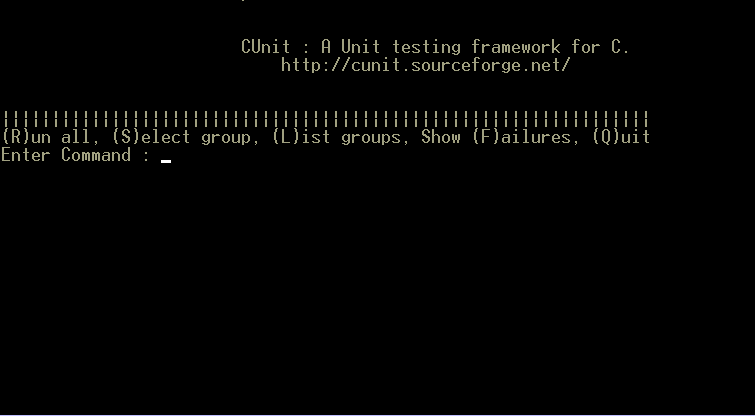 CUnit : A Unit testing framework for C.
http://cunit.sourceforge.net/
|||||||||||||||||||||||||||||||||||||||||||||||||||||||||||||||||
(R)un all, (S)elect group, (L)ist groups, Show (F)ailures, (Q)uit
Enter Command : _